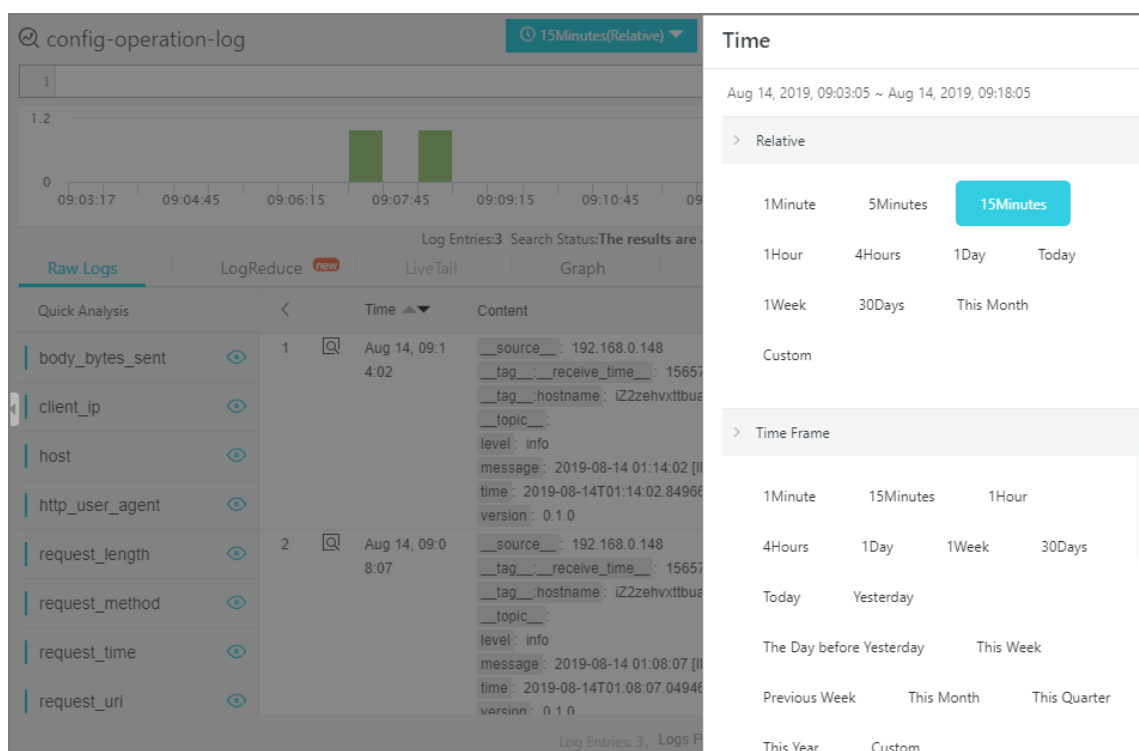 config-operation-log
15Minutes(Relative)
1
1.2
0
09:03:17 09:04:45 09:06:15 09:07:45 09:09:15 09:10:45 09
Log Entries:3 Search Status:The results are
Raw Logs LogReduce new LiveTail Graph
Quick Analysis
body_bytes_sent
client_ip
host
http_user_agent
request_length
request_method
request_time
request_uri
< Time Content
1 Aug 14, 09:1
4:02
__source__: 192.168.0.148
__tag__:__receive_time__: 15657
__tag__:hostname: iZ2zehvxttbua
__topic__:
level: info
message: 2019-08-14 01:14:02 [II
time: 2019-08-14T01:14:02.84966
version: 0.1.0
2 Aug 14, 09:0
8:07
__source__: 192.168.0.148
__tag__:__receive_time__: 15657
__tag__:hostname: iZ2zehvxttbua
__topic__:
level: info
message: 2019-08-14 01:08:07 [II
time: 2019-08-14T01:08:07.04946
version: 0.1.0
Log Entries: 3, Logs P
Time
Aug 14, 2019, 09:03:05 ~ Aug 14, 2019, 09:18:05
> Relative
1Minute 5Minutes 15Minutes
1Hour 4Hours 1Day Today
1Week 30Days This Month
Custom
> Time Frame
1Minute 15Minutes 1Hour
4Hours 1Day 1Week 30Days
Today Yesterday
The Day before Yesterday This Week
Previous Week This Month This Quarter
This Year Custom